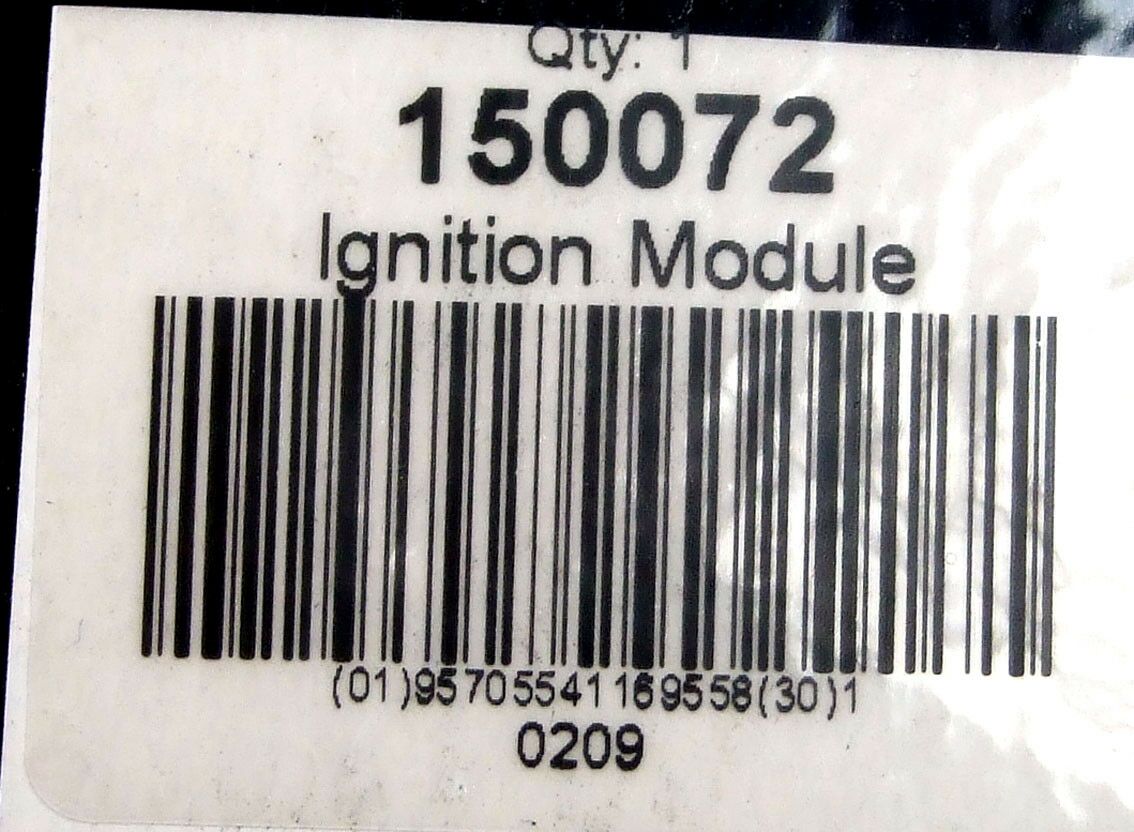 Qty: 1
150072
Ignition Module
(01)95705541169558(30)1
0209